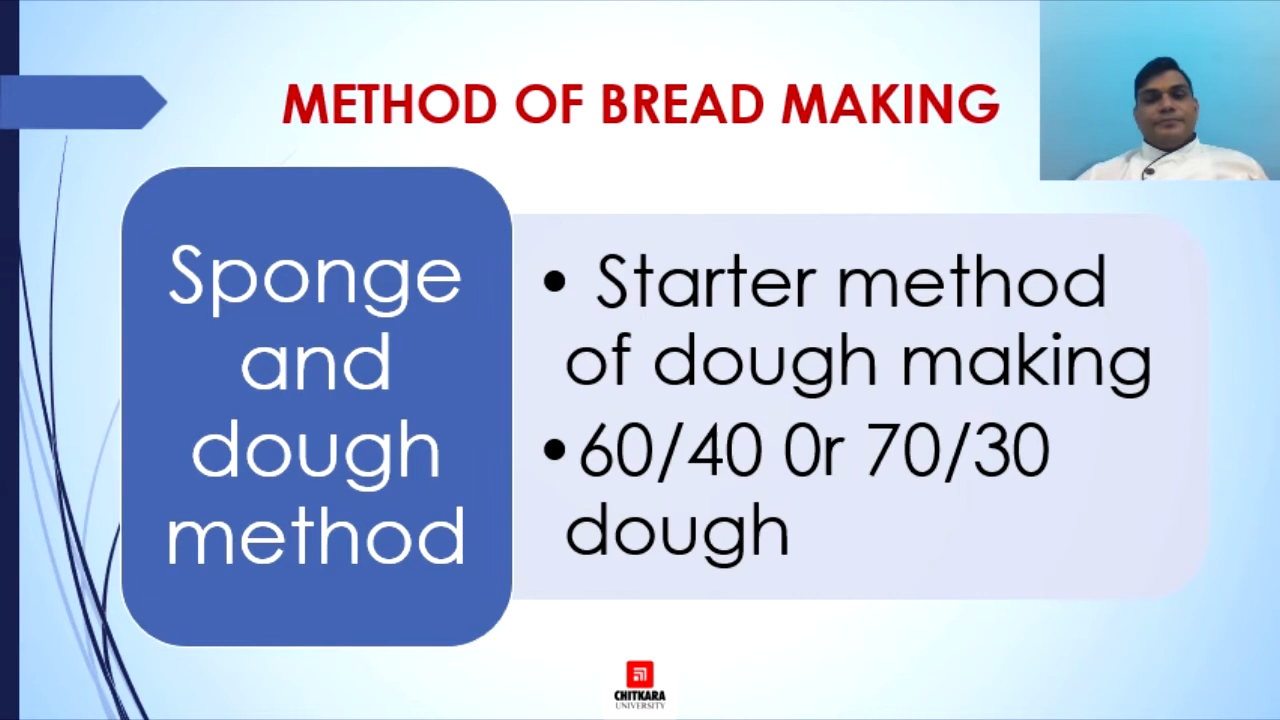 METHOD OF BREAD MAKING
Sponge
and
dough
method
• Starter method
of dough making
•60/40 0r 70/30
dough
CHITKARA
UNIVERSITY